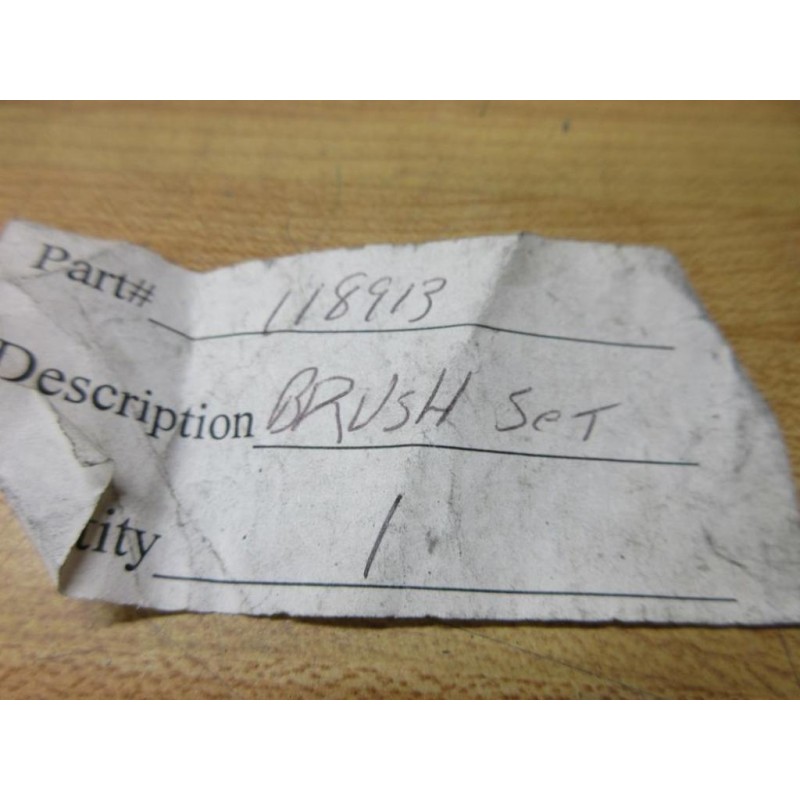 Part# 118913
Description BRUSH SeT
tity 1